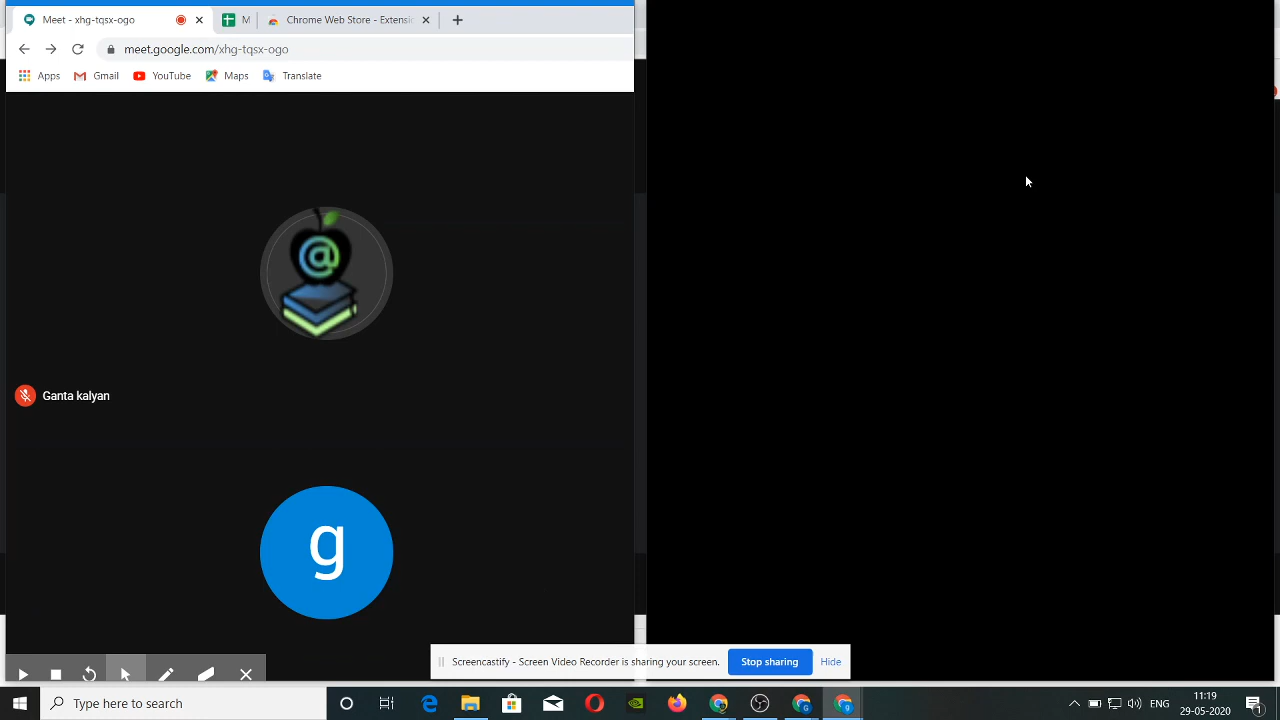 Meet - xhg-tqsx-ogo
M
Chrome Web Store - Extensi
meet.google.com/xhg-tqsx-ogo
Apps
Gmail
YouTube
Maps
Translate
@
Ganta kalyan
g
Screencastify - Screen Video Recorder is sharing your screen.
Stop sharing
Hide
Type here to search
ENG
11:19
29-05-2020
1